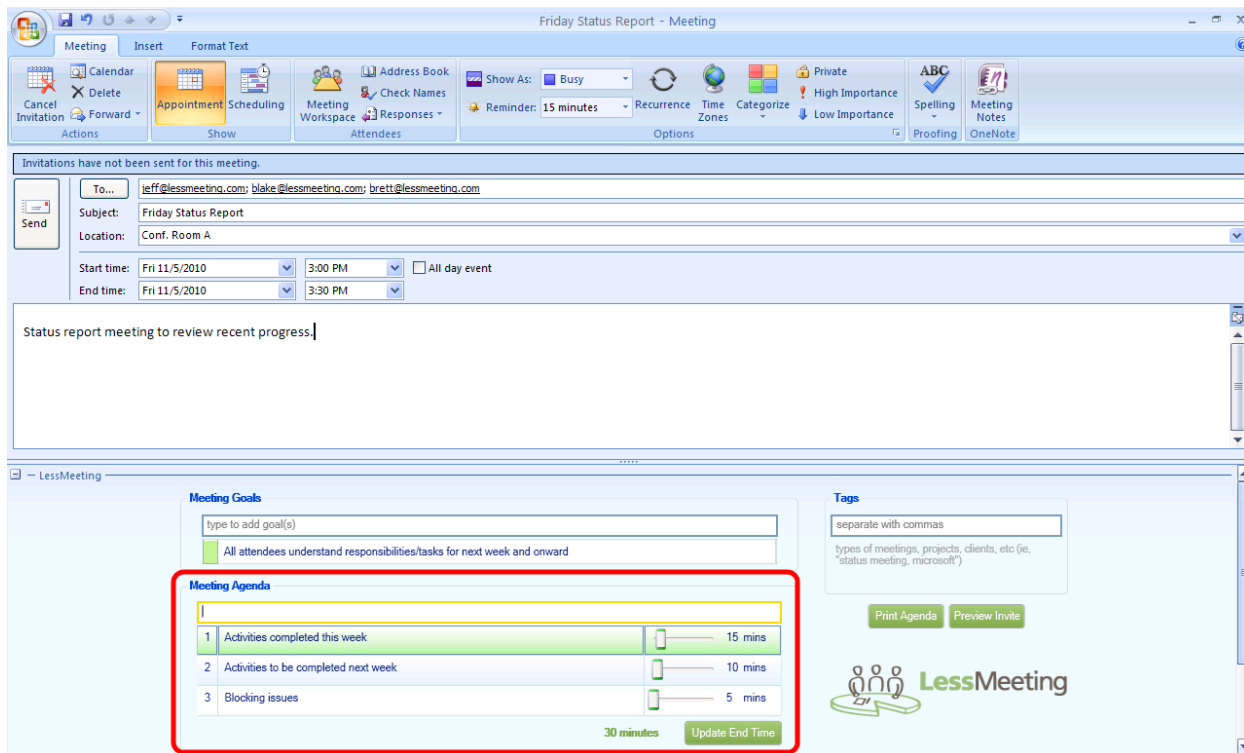 Friday Status Report - Meeting
Meeting Insert Format Text
Cancel Invitation
Calendar
Delete
Forward
Actions
Appointment
Scheduling
Show
Meeting Workspace
Address Book
Check Names
Responses
Attendees
Show As: Busy
Reminder: 15 minutes
Recurrence
Time Zones
Categorize
Private
High Importance
Low Importance
Options
ABC
Spelling
Proofing
Meeting Notes
OneNote
Invitations have not been sent for this meeting.
Send
To... jeff@lessmeeting.com; blake@lessmeeting.com; brett@lessmeeting.com
Subject: Friday Status Report
Location: Conf. Room A
Start time: Fri 11/5/2010 3:00 PM All day event
End time: Fri 11/5/2010 3:30 PM
Status report meeting to review recent progress.
LessMeeting
Meeting Goals
type to add goal(s)
All attendees understand responsibilities/tasks for next week and onward
Meeting Agenda
1 Activities completed this week 15 mins
2 Activities to be completed next week 10 mins
3 Blocking issues 5 mins
30 minutes Update End Time
Tags
separate with commas
types of meetings, projects, clients, etc (ie,
"status meeting, microsoft")
Print Agenda Preview Invite
LessMeeting